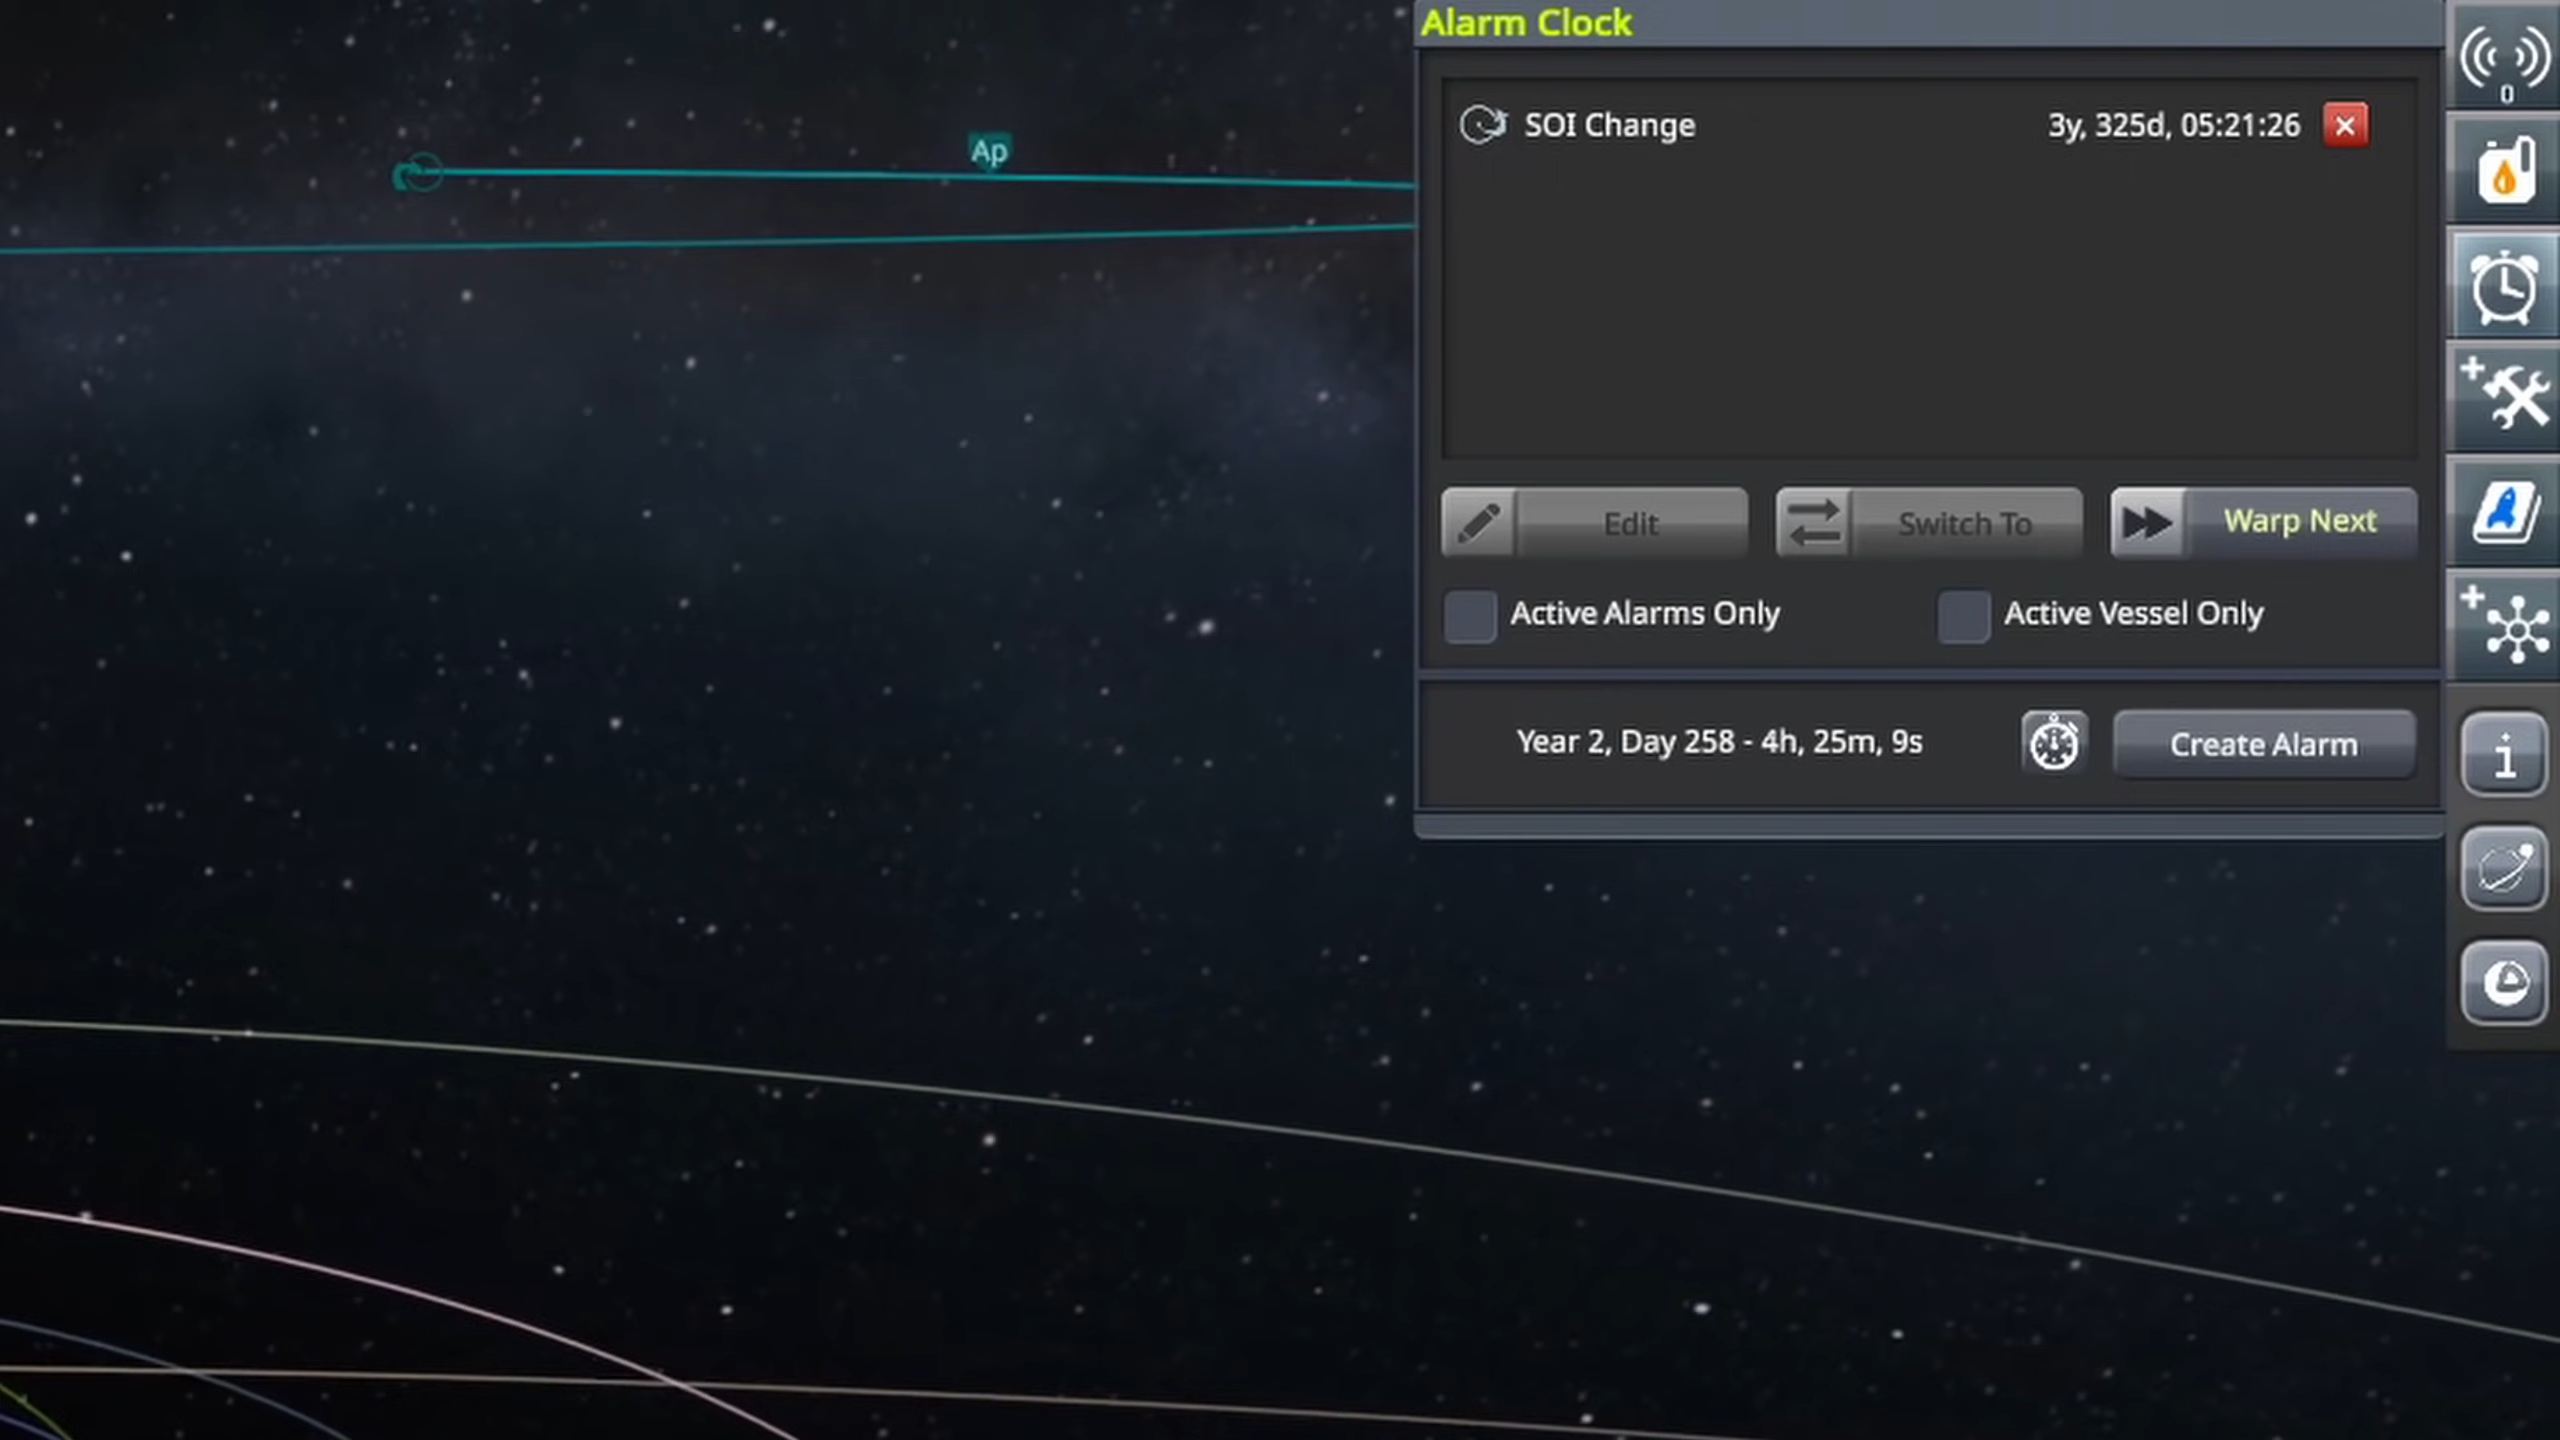 Alarm Clock
0
SOI Change 3y, 325d, 05:21:26
Ap
Edit Switch To Warp Next
Active Alarms Only Active Vessel Only
Year 2, Day 258 - 4h, 25m, 9s Create Alarm